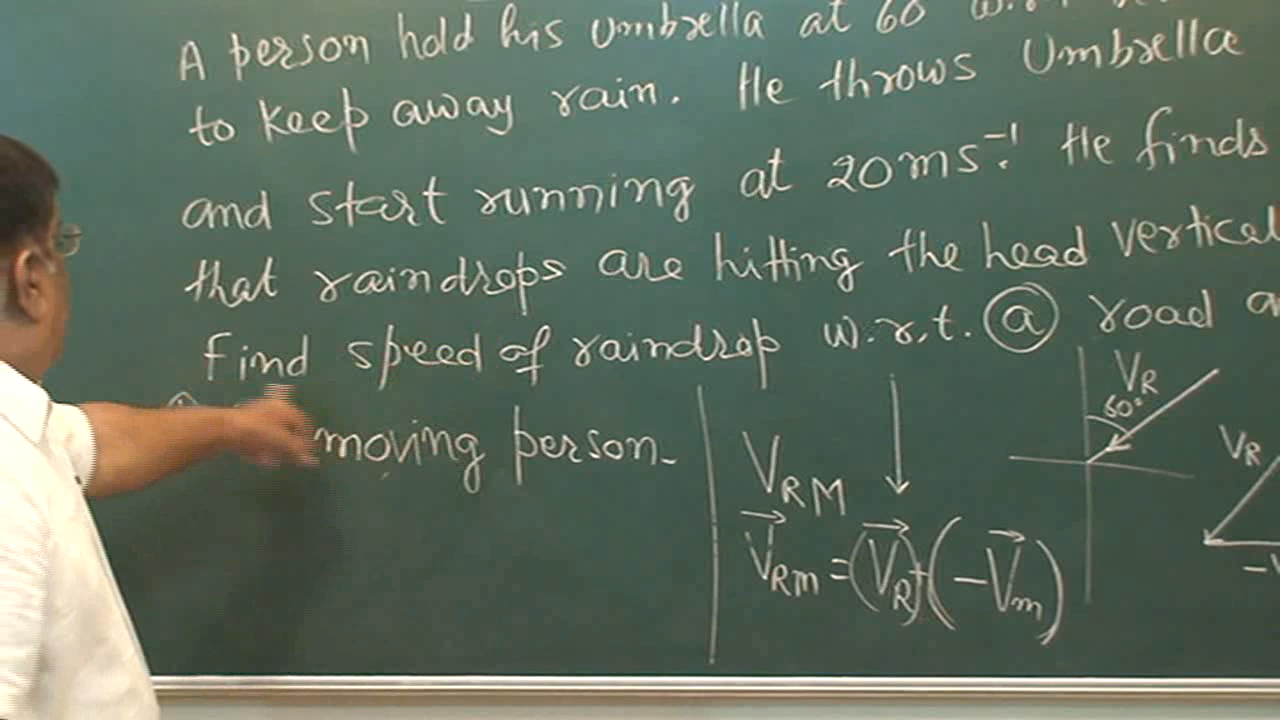 A person hold his Umbrella at 60
to keep away rain. He throws Umbrella
and start running at 20ms⁻¹. He finds
that raindrops are hitting the head vertical
find speed of raindrop w.r.t. (a) road
moving person.
V_RM
V_Rm = (V_R) + (-V_m)
V_R
60°
V_R